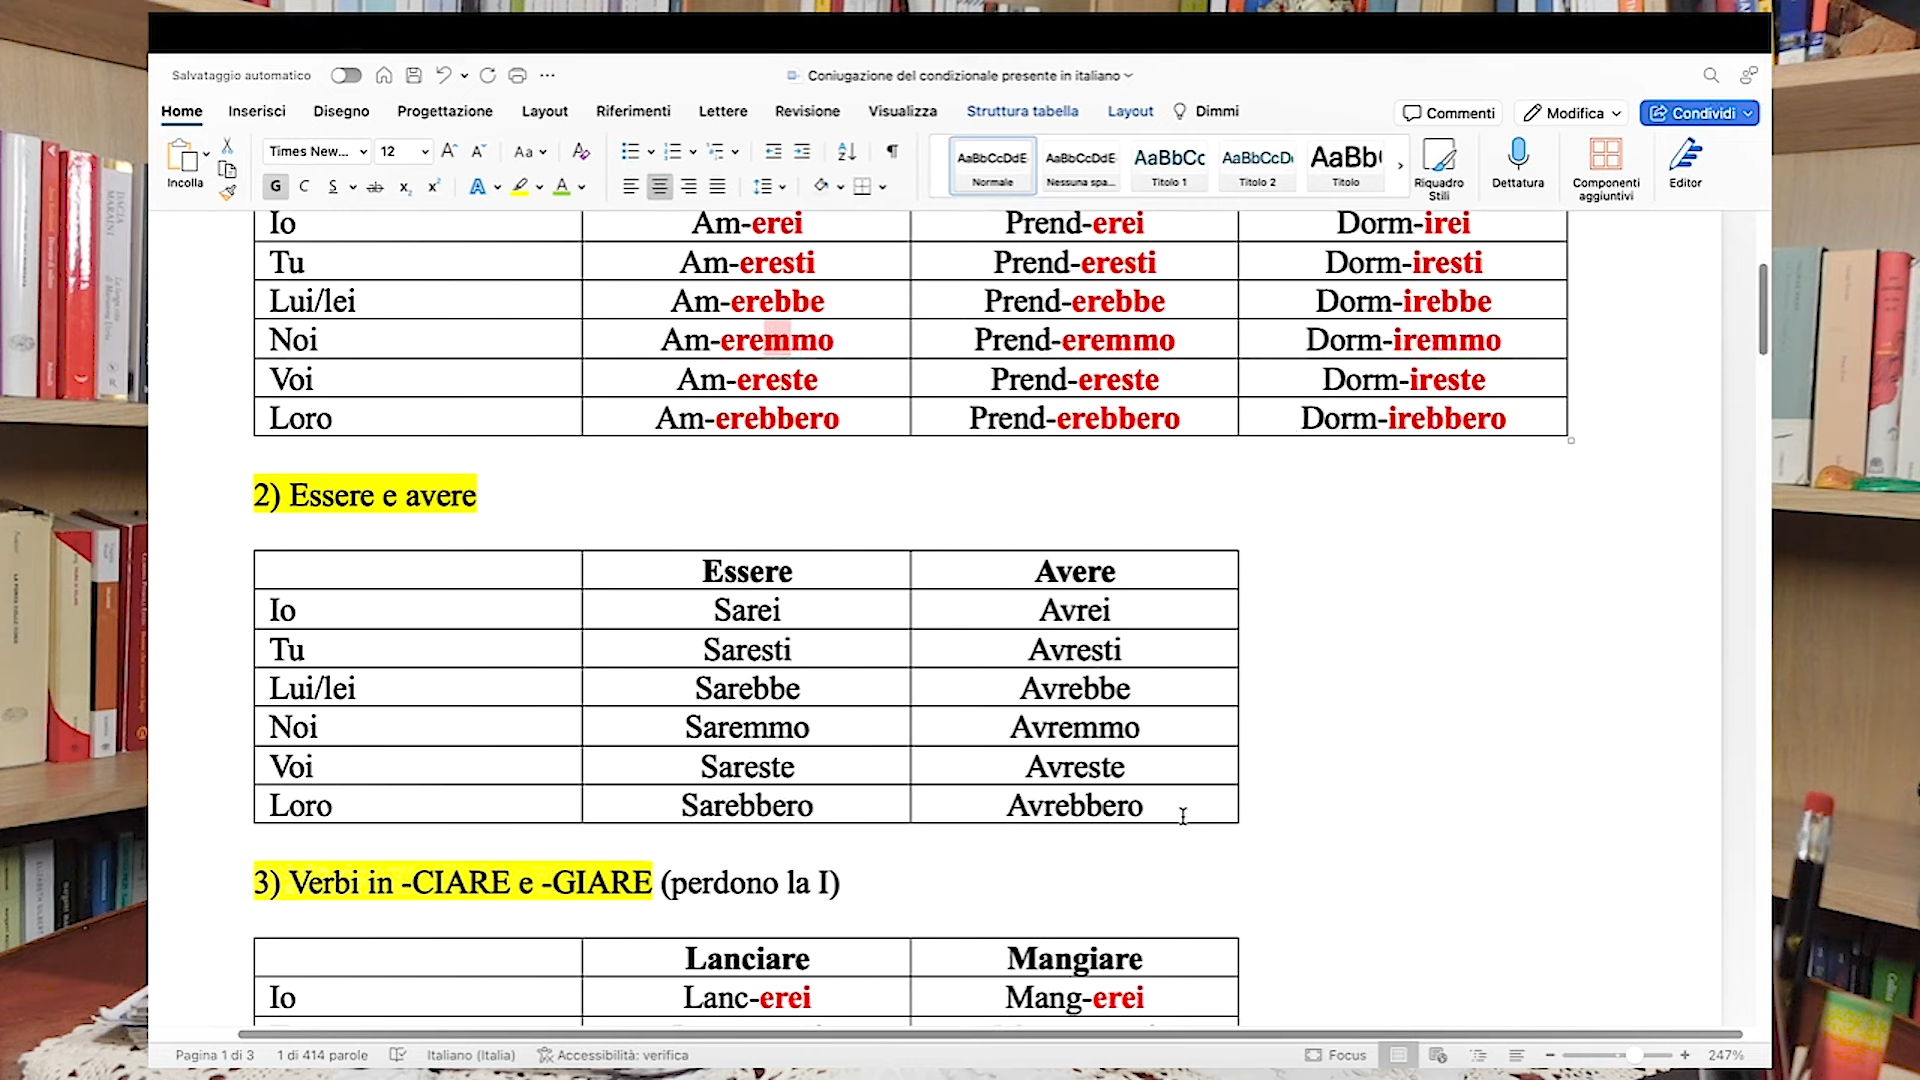 Salvataggio automatico
Coniugazione del condizionale presente in italiano
Home Inserisci Disegno Progettazione Layout Riferimenti Lettere Revisione Visualizza Struttura tabella Layout Dimmi
Commenti Modifica Condividi
Incolla
Times New... 12 Aa
G C S ab x₂ x²
AaBbCcDdE Normale
AaBbCcDdE Nessuna spa...
AaBbCc Titolo 1
AaBbCcD Titolo 2
AaBb Titolo
Riquadro Stili
Dettatura
Componenti aggiuntivi
Editor
Io Am-erei Prend-erei Dorm-irei
Tu Am-eresti Prend-eresti Dorm-iresti
Lui/lei Am-erebbe Prend-erebbe Dorm-irebbe
Noi Am-eremmo Prend-eremmo Dorm-iremmo
Voi Am-ereste Prend-ereste Dorm-ireste
Loro Am-erebbero Prend-erebbero Dorm-irebbero
2) Essere e avere
Essere Avere
Io Sarei Avrei
Tu Saresti Avresti
Lui/lei Sarebbe Avrebbe
Noi Saremmo Avremmo
Voi Sareste Avreste
Loro Sarebbero Avrebbero
3) Verbi in -CIARE e -GIARE (perdono la I)
Lanciare Mangiare
Io Lanc-erei Mang-erei
Pagina 1 di 3 1 di 414 parole Italiano (Italia) Accessibilità: verifica Focus 247%
DACIA MARAINI